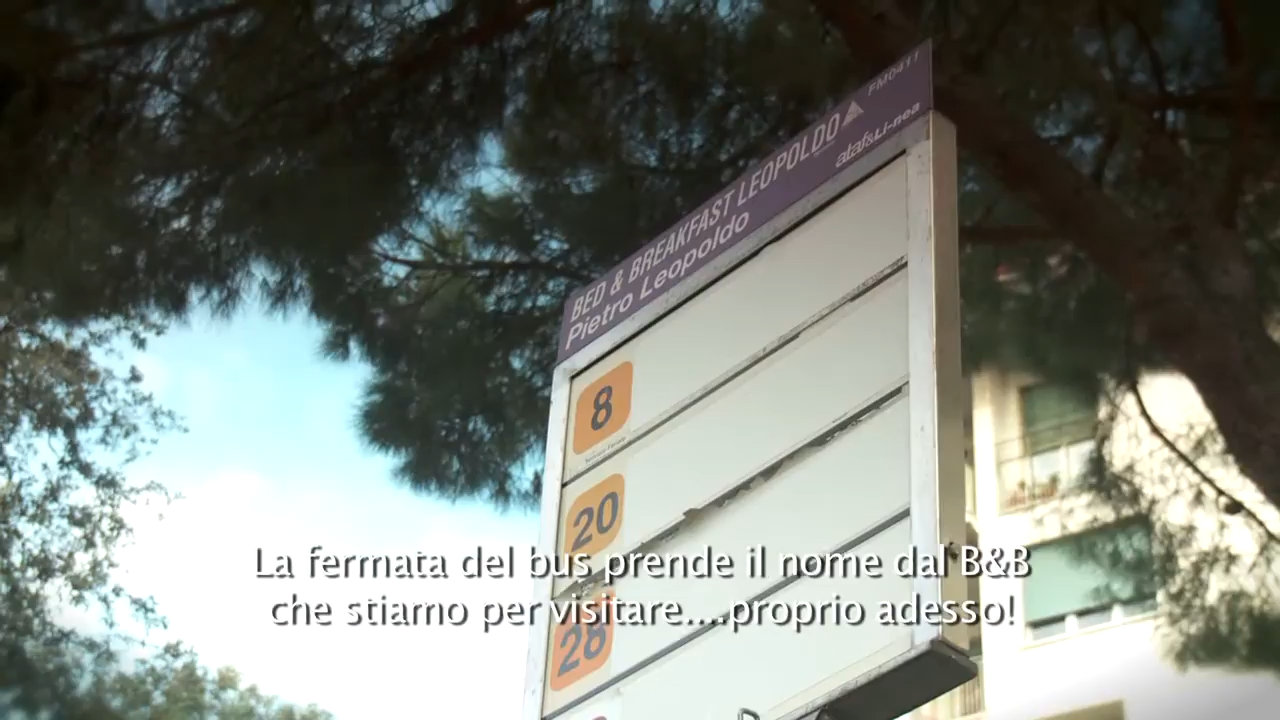 FM0411
BED & BREAKFAST LEOPOLDO
ataf&Li-nea
Pietro Leopoldo
8
20
28
La fermata del bus prende il nome dal B&B
che stiamo per visitare....proprio adesso!